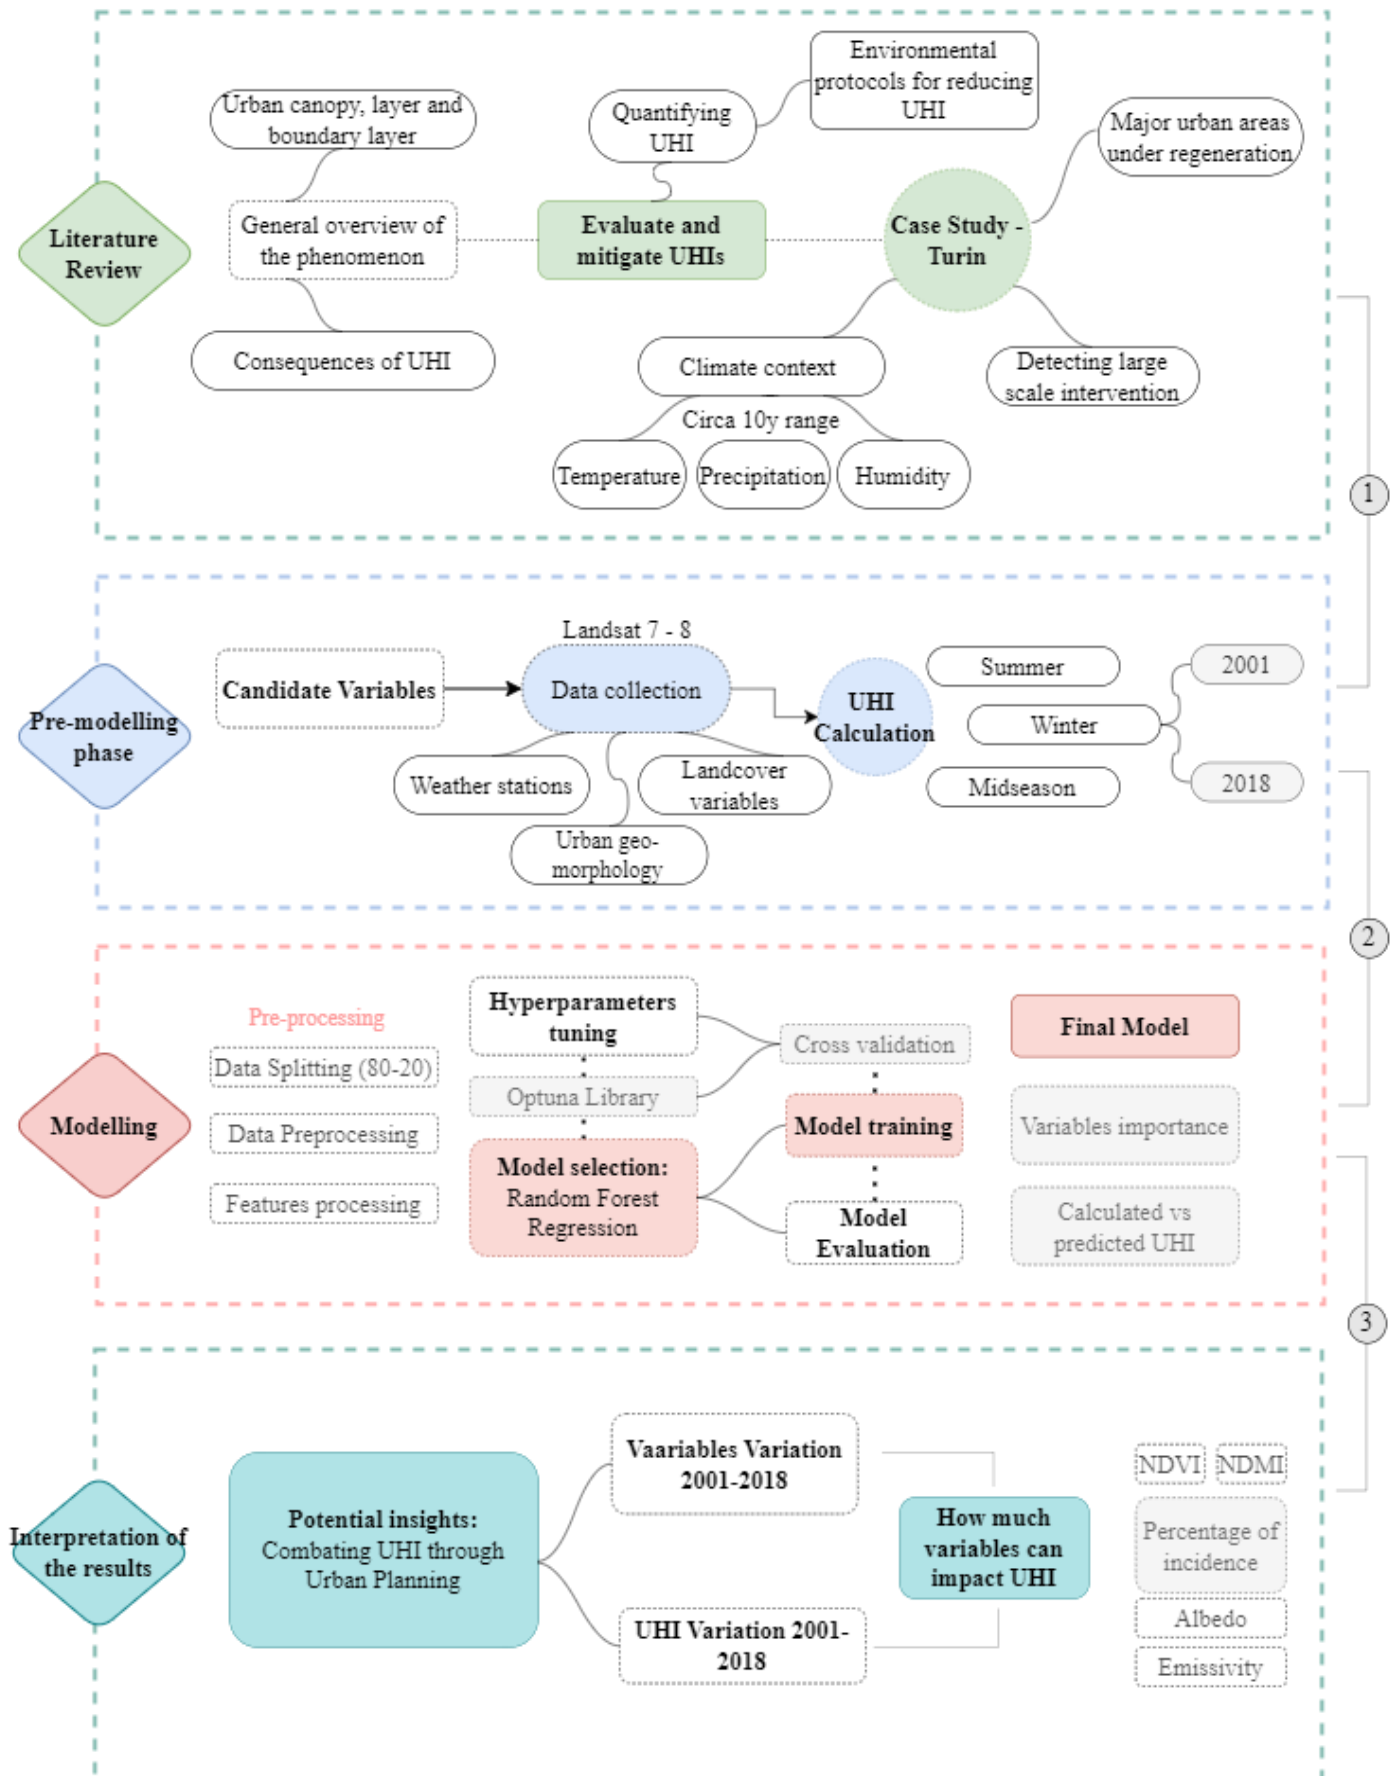 Literature
Review
Urban canopy, layer and
boundary layer
General overview of
the phenomenon
Consequences of UHI
Quantifying
UHI
Environmental
protocols for reducing
UHI
Evaluate and
mitigate UHIs
Case Study -
Turin
Major urban areas
under regeneration
Climate context
Circa 10y range
Temperature
Precipitation
Humidity
Detecting large
scale intervention
1
Pre-modelling
phase
Candidate Variables
Landsat 7 - 8
Data collection
Weather stations
Urban geo-
morphology
Landcover
variables
UHI
Calculation
Summer
Winter
Midseason
2001
2018
2
Modelling
Pre-processing
Data Splitting (80-20)
Data Preprocessing
Features processing
Hyperparameters
tuning
Optuna Library
Model selection:
Random Forest
Regression
Cross validation
Model training
Model
Evaluation
Final Model
Variables importance
Calculated vs
predicted UHI
3
Interpretation of
the results
Potential insights:
Combating UHI through
Urban Planning
Vaariables Variation
2001-2018
UHI Variation 2001-
2018
How much
variables can
impact UHI
NDVI
NDMI
Percentage of
incidence
Albedo
Emissivity